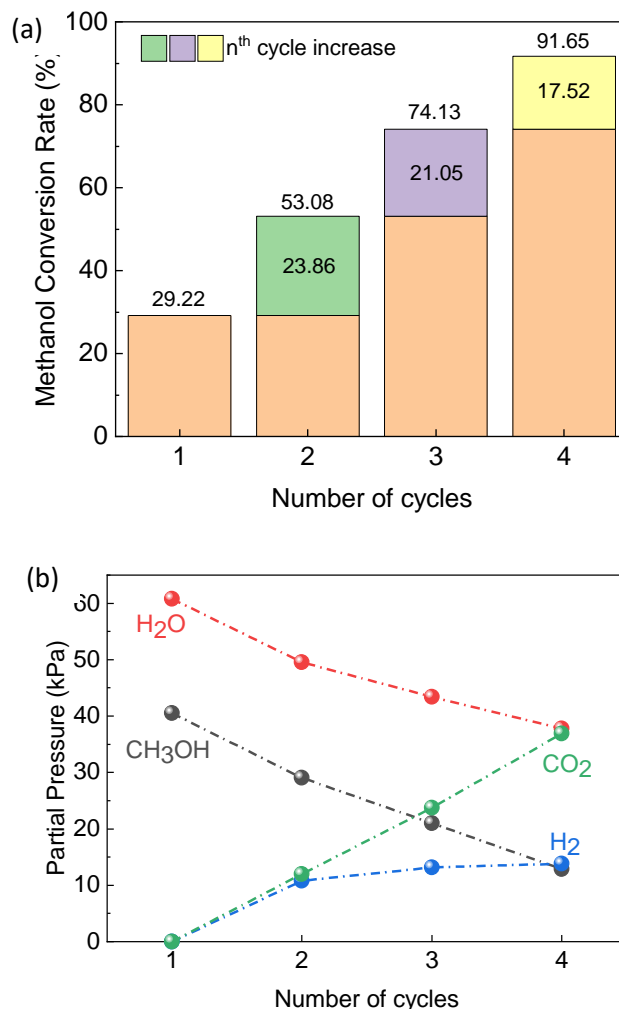 (a)
Methanol Conversion Rate (%)
100
80
60
40
20
0
nth cycle increase
29.22
53.08
23.86
74.13
21.05
91.65
17.52
1 2 3 4
Number of cycles
(b)
Partial Pressure (kPa)
60
50
40
30
20
10
0
H2O
CH3OH
CO2
H2
1 2 3 4
Number of cycles